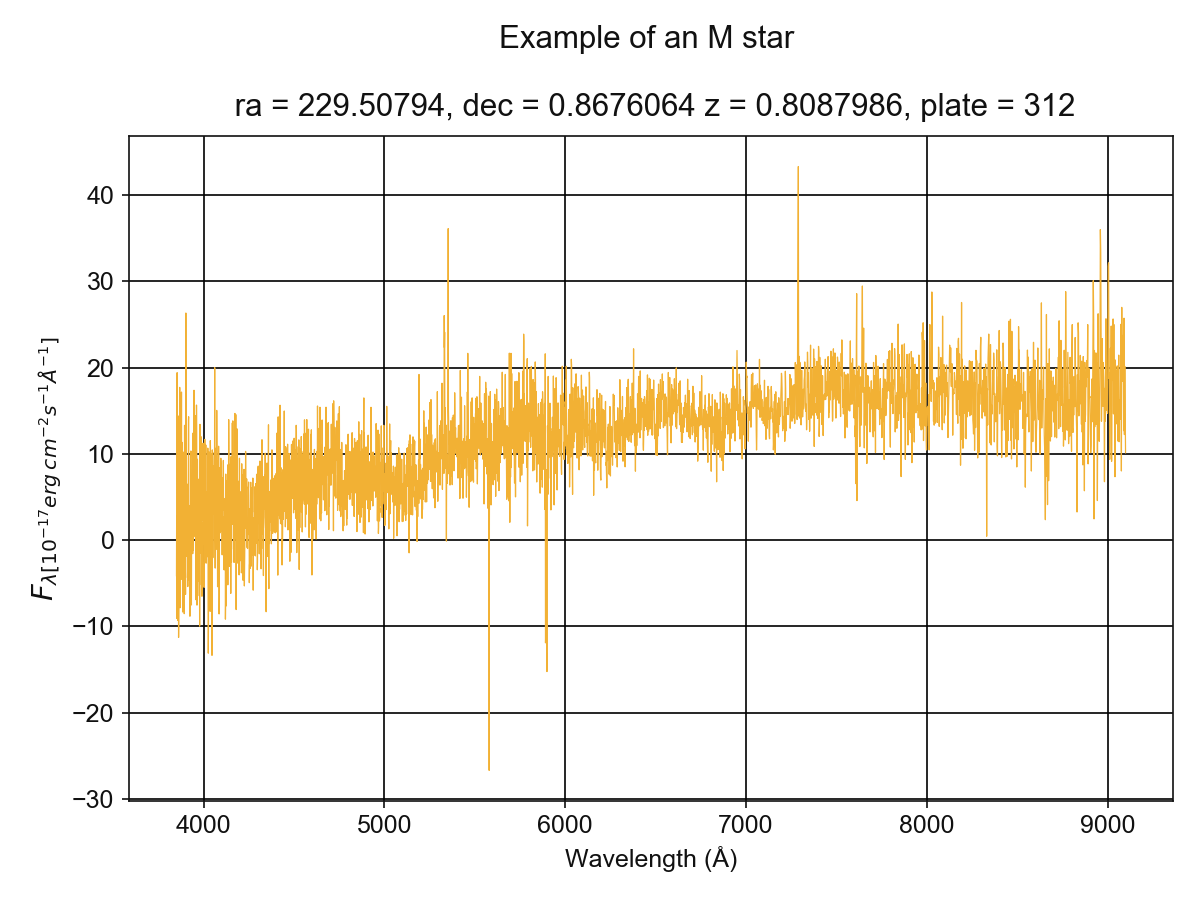 Example of an M star
ra = 229.50794, dec = 0.8676064 z = 0.8087986, plate = 312
40
30
20
10
0
−10
−20
−30
F_λ[10^{−17} erg cm^{−2} s^{−1} Å^{−1}]
4000 5000 6000 7000 8000 9000
Wavelength (Å)